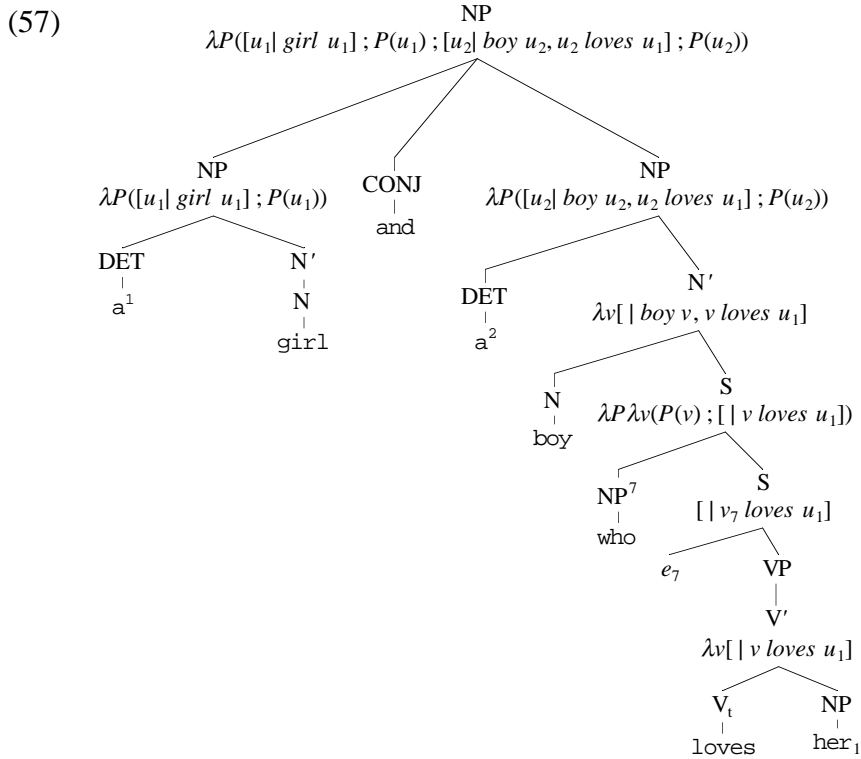 (57)
NP
λP([u₁| girl u₁] ; P(u₁) ; [u₂| boy u₂, u₂ loves u₁] ; P(u₂))
NP CONJ NP
λP([u₁| girl u₁] ; P(u₁)) and λP([u₂| boy u₂, u₂ loves u₁] ; P(u₂))
DET N′ DET N′
a¹ N a² λv[ | boy v, v loves u₁]
girl
N S
boy λPλv(P(v) ; [ | v loves u₁])
NP⁷ S
who [ | v₇ loves u₁]
e₇ VP
V′
λv[ | v loves u₁]
Vₜ NP
loves her₁